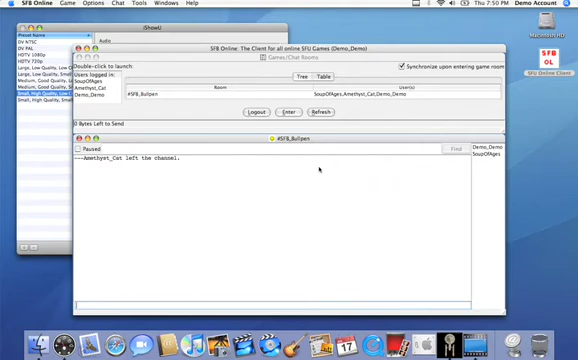 SFB Online Game Chat Tools Windows Help
Thu 7:50 PM Demo Account
iShowU
Preset Name
Audio
DV NTSC
DV PAL
HDTV 1080p
HDTV 720p
SFB Online: The Client for all online SFU Games (Demo_Demo)
Games/Chat Rooms
Double-click to launch:
Synchronize upon entering game room
Users logged in:
SoupOfAges
Amethyst_Cat
Demo_Demo
Tree Table
Room User(s)
#SFB_Bullpen SoupOfAges,Amethyst_Cat,Demo_Demo
Logout Enter Refresh
0 Bytes Left to Send
#SFB_Bullpen
Paused Find
---Amethyst_Cat left the channel.
Demo_Demo
SoupOfAges
Macintosh HD
SFB
OL
SFU Online Client
17